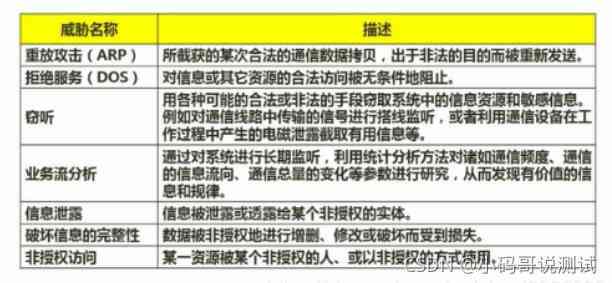 威胁名称 描述
重放攻击（ARP） 所截获的某次合法的通信数据拷贝，出于非法的目的而被重新发送。
拒绝服务（DOS） 对信息或其它资源的合法访问被无条件地阻止。
窃听 用各种可能的合法或非法的手段窃取系统中的信息资源和敏感信息。
例如对通信线路中传输的信号进行搭线监听，或者利用通信设备在工
作过程中产生的电磁泄露截取有用信息等。
业务流分析 通过对系统进行长期监听，利用统计分析方法对诸如通信频度、通信
的信息流向、通信总量的变化等参数进行研究，从而发现有价值的信
息和规律。
信息泄露 信息被泄露或透露给某个非授权的实体。
破坏信息的完整性 数据被非授权地进行增删、修改或破坏而受到损失。
非授权访问 某一资源被某个非授权的人、或以非授权的方式使用。
CSDN @小码哥说测试